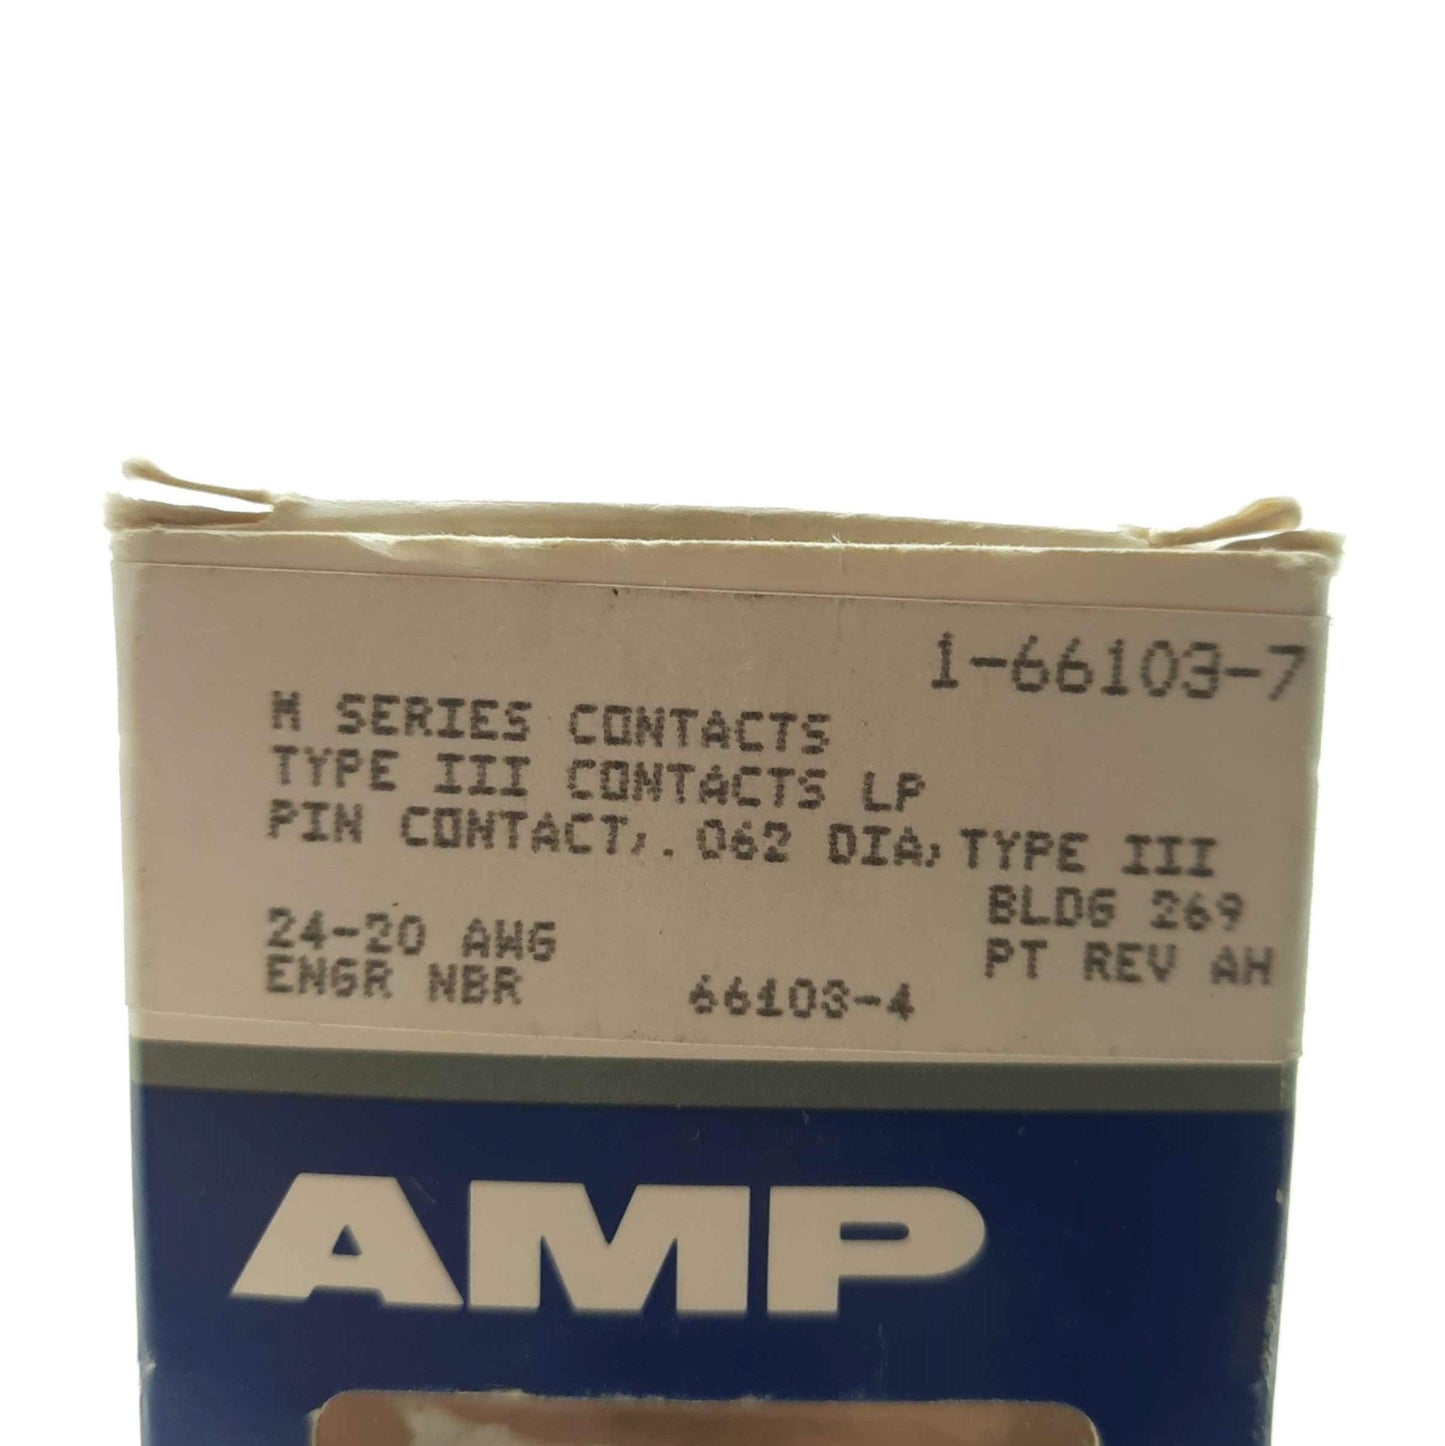 1-66103-7
M SERIES CONTACTS
TYPE III CONTACTS LP
PIN CONTACT, .062 DIA, TYPE III
BLDG 269
24-20 AWG
PT REV AH
ENGR NBR 66103-4
AMP